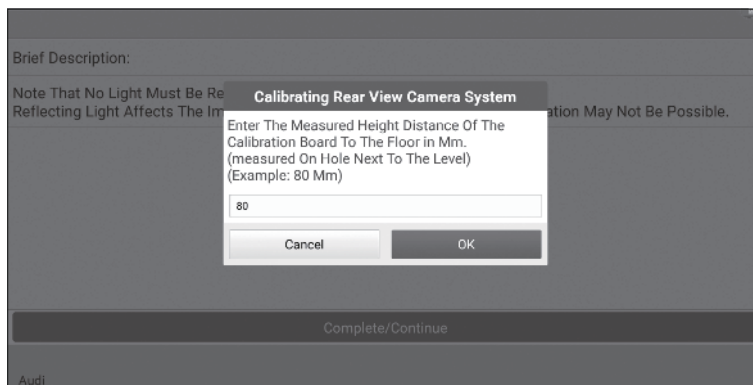 Brief Description:
Note That No Light Must Be Re
Reflecting Light Affects The Im
ation May Not Be Possible.
Calibrating Rear View Camera System
Enter The Measured Height Distance Of The
Calibration Board To The Floor in Mm.
(measured On Hole Next To The Level)
(Example: 80 Mm)
80
Cancel
OK
Complete/Continue
Audi